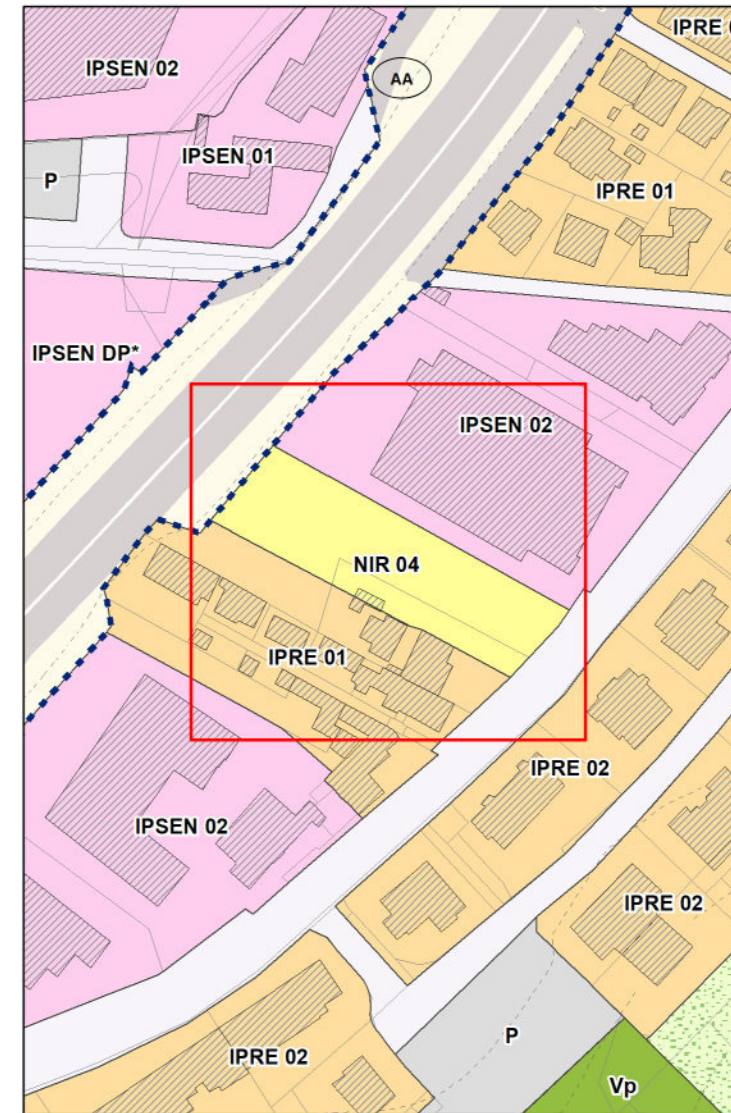 IPRE 0
IPSEN 02
AA
IPSEN 01
P
IPRE 01
IPSEN DP*
IPSEN 02
NIR 04
IPRE 01
IPRE 02
IPSEN 02
IPRE 02
P
IPRE 02
Vp